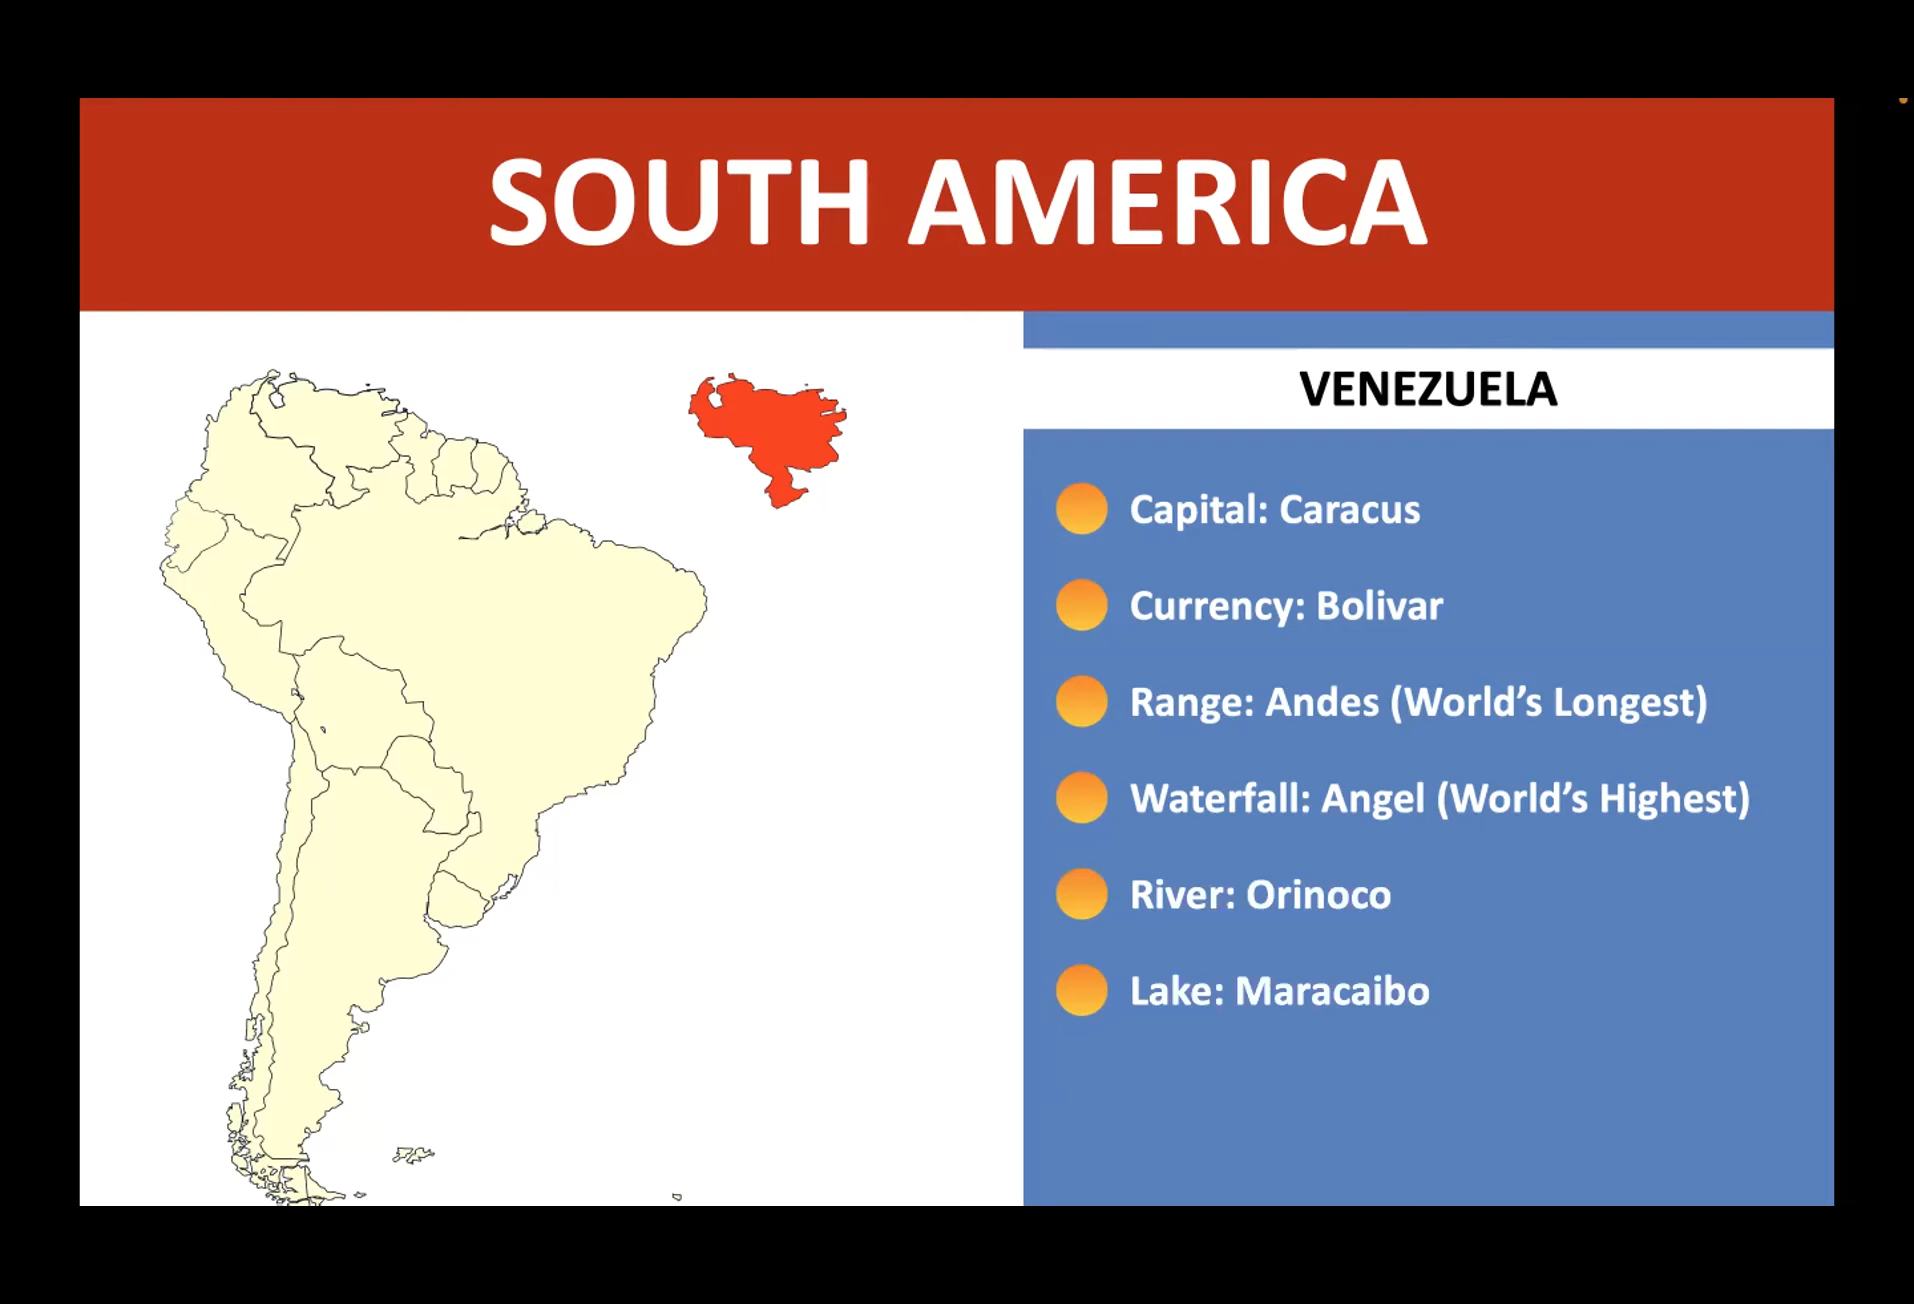 SOUTH AMERICA
VENEZUELA
Capital: Caracus
Currency: Bolivar
Range: Andes (World’s Longest)
Waterfall: Angel (World’s Highest)
River: Orinoco
Lake: Maracaibo